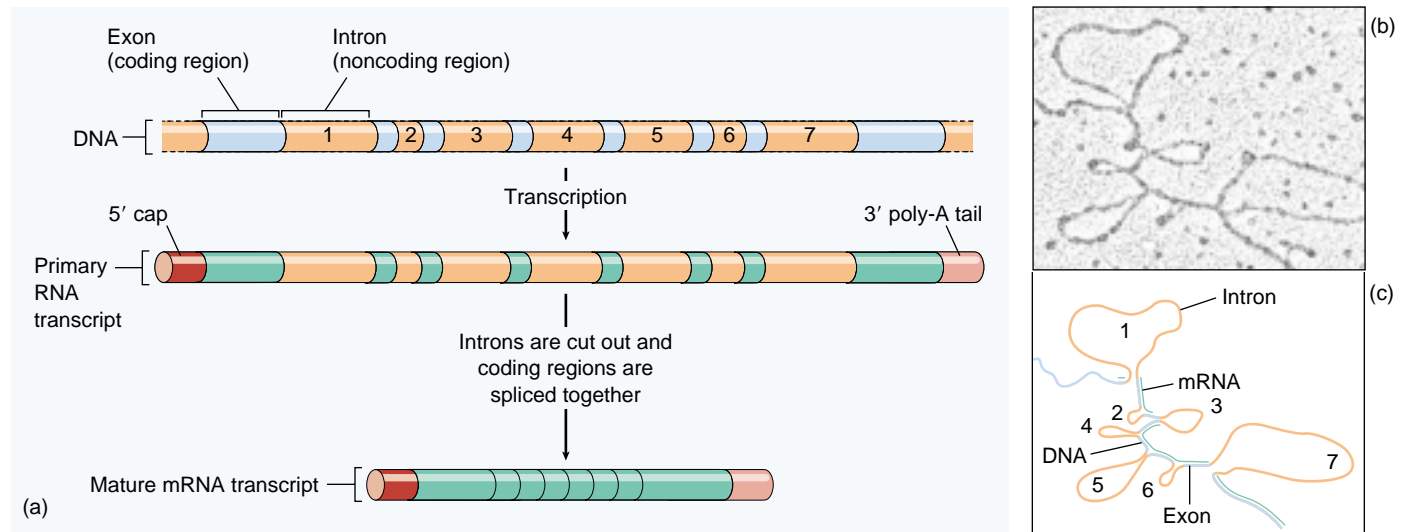 Exon
(coding region)
Intron
(noncoding region)
DNA
1
2
3
4
5
6
7
Transcription
5′ cap
3′ poly-A tail
Primary
RNA
transcript
Introns are cut out and
coding regions are
spliced together
Mature mRNA transcript
(a)
(b)
(c)
Intron
1
mRNA
2
3
4
DNA
5
6
7
Exon